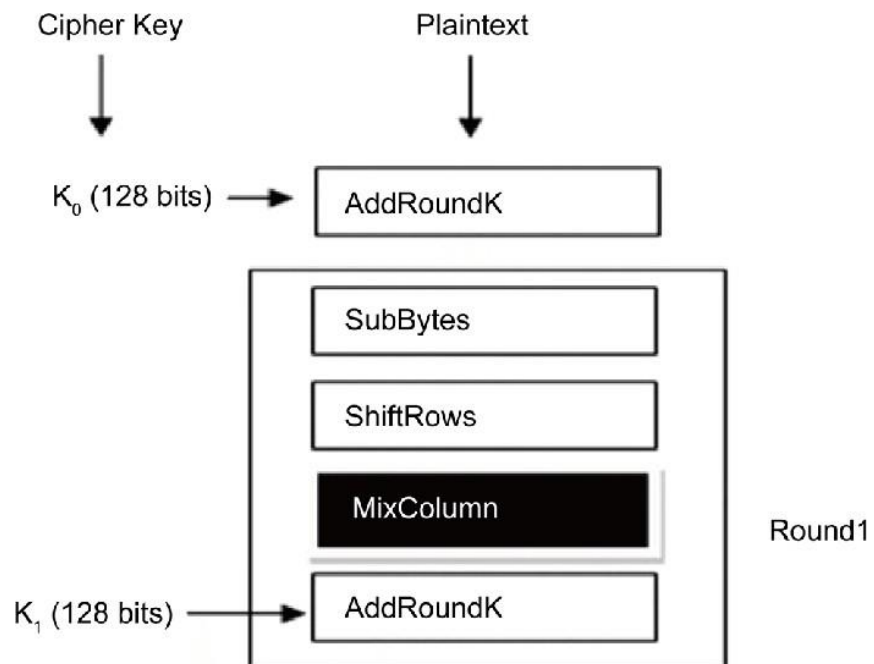 Cipher Key
Plaintext
K₀ (128 bits)
AddRoundK
SubBytes
ShiftRows
MixColumn
Round1
K₁ (128 bits)
AddRoundK